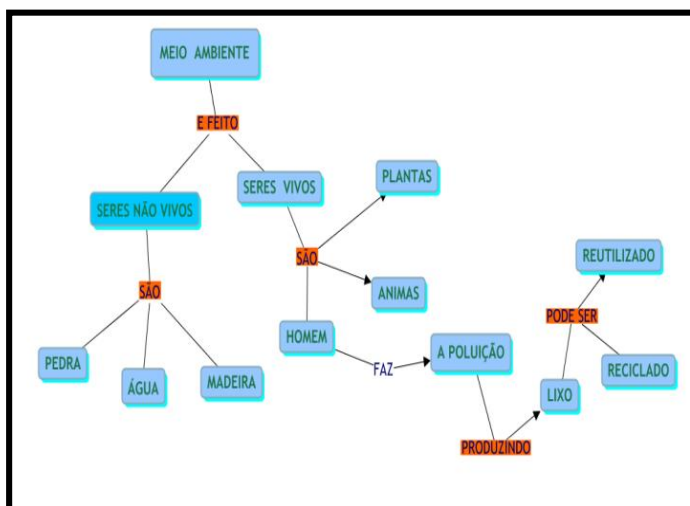 MEIO AMBIENTE
E FEITO
SERES NÃO VIVOS
SÃO
PEDRA
ÁGUA
MADEIRA
SERES VIVOS
SÃO
PLANTAS
ANIMAS
HOMEM
FAZ
A POLUIÇÃO
PRODUZINDO
LIXO
PODE SER
REUTILIZADO
RECICLADO